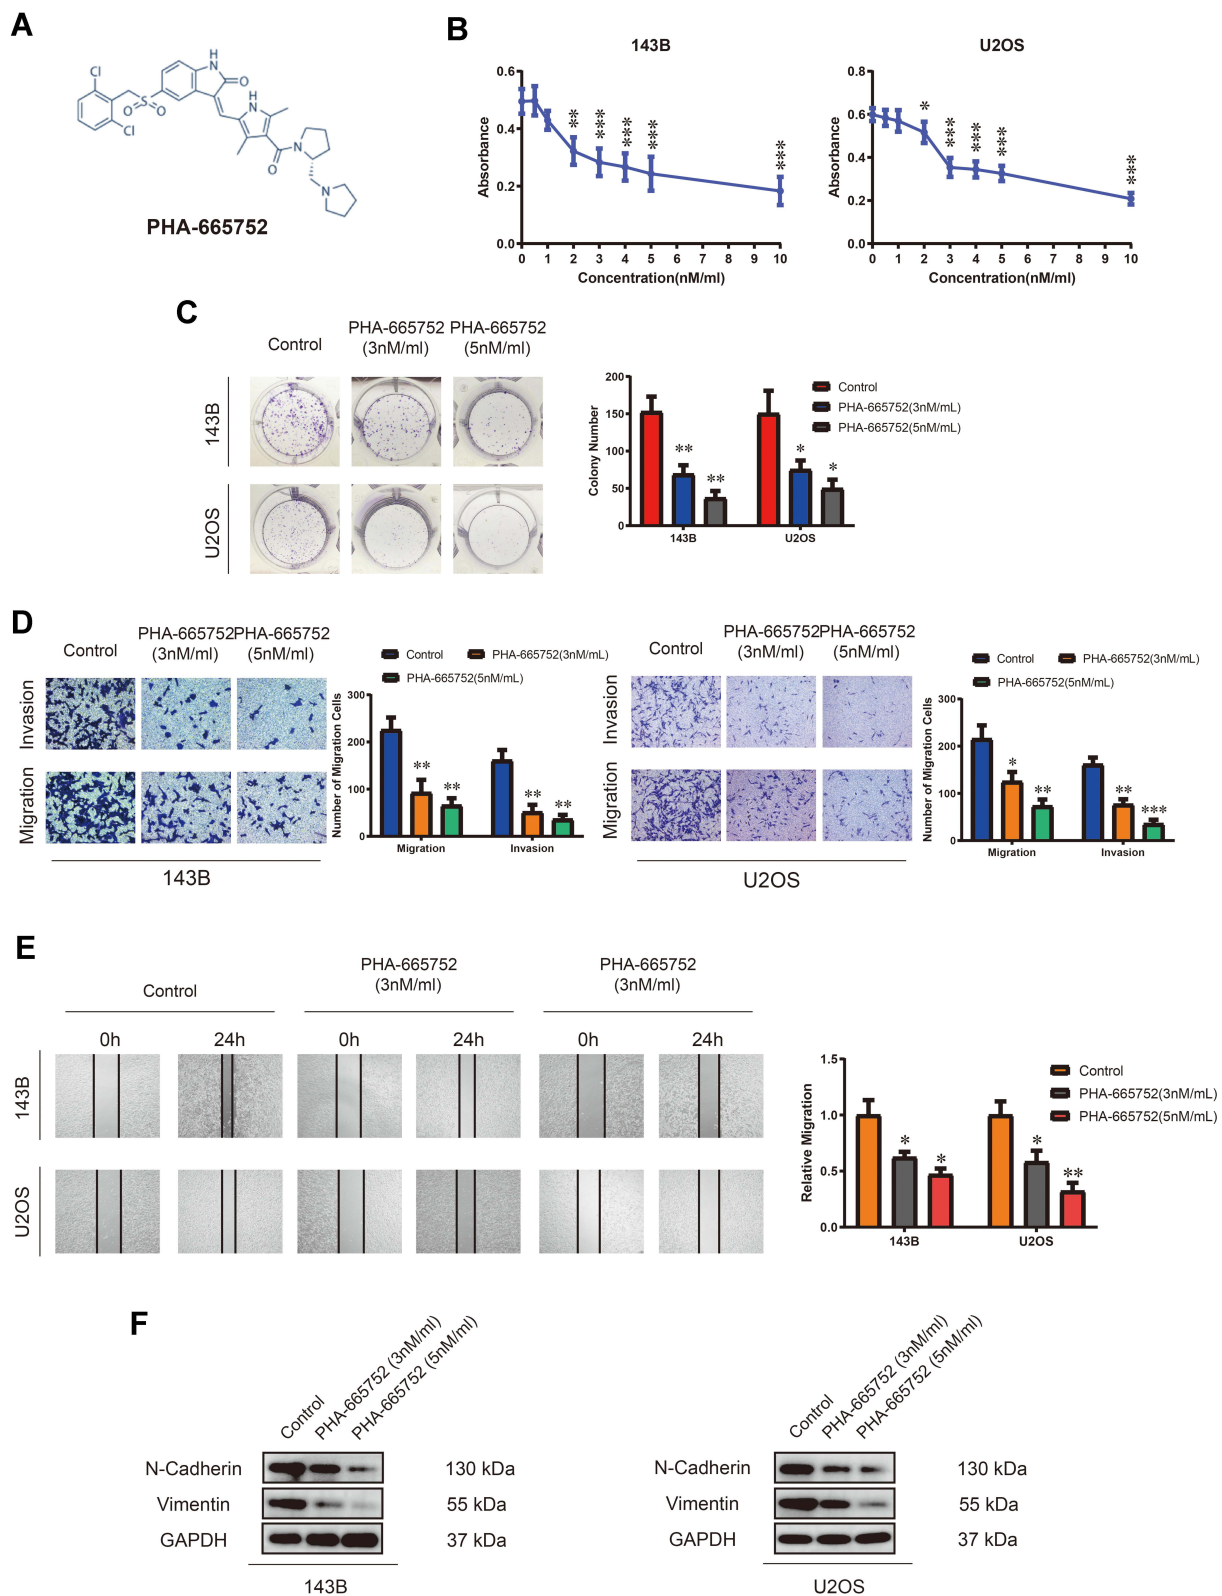 A
Cl
Cl
S
O
O
H
N
O
H
N
N
O
N
PHA-665752
B
143B
Absorbance
0.6
0.4
0.2
0.0
** *** *** *** ***
0 1 2 3 4 5 6 7 8 9 10
Concentration(nM/ml)
U2OS
Absorbance
0.8
0.6
0.4
0.2
0.0
* *** *** *** ***
0 1 2 3 4 5 6 7 8 9 10
Concentration(nM/ml)
C
Control
PHA-665752
(3nM/ml)
PHA-665752
(5nM/ml)
143B
U2OS
Colony Number
200
150
100
50
0
** ** * *
143B U2OS
Control
PHA-665752(3nM/mL)
PHA-665752(5nM/mL)
D
Control
PHA-665752
(3nM/ml)
PHA-665752
(5nM/ml)
Invasion
Migration
143B
Control
PHA-665752(3nM/mL)
PHA-665752(5nM/mL)
Number of Migration Cells
300
200
100
0
** ** ** **
Migration Invasion
Control
PHA-665752
(3nM/ml)
PHA-665752
(5nM/ml)
Invasion
Migration
U2OS
Control
PHA-665752(3nM/mL)
PHA-665752(5nM/mL)
Number of Migration Cells
300
200
100
0
* ** ** ***
Migration Invasion
E
Control
PHA-665752
(3nM/ml)
PHA-665752
(3nM/ml)
0h 24h 0h 24h 0h 24h
143B
U2OS
Relative Migration
1.5
1.0
0.5
0.0
* * * **
143B U2OS
Control
PHA-665752(3nM/mL)
PHA-665752(5nM/mL)
F
Control
PHA-665752 (3nM/ml)
PHA-665752 (5nM/ml)
N-Cadherin 130 kDa
Vimentin 55 kDa
GAPDH 37 kDa
143B
Control
PHA-665752 (3nM/ml)
PHA-665752 (5nM/ml)
N-Cadherin 130 kDa
Vimentin 55 kDa
GAPDH 37 kDa
U2OS